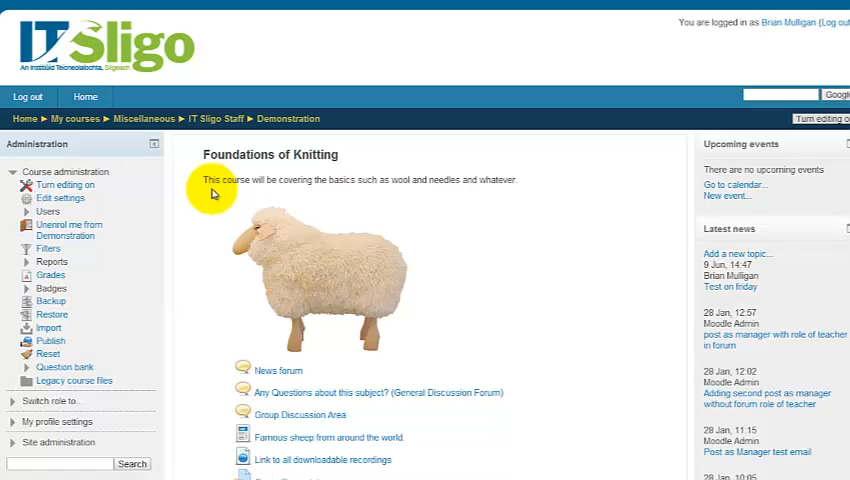 You are logged in as Brian Mulligan (Log out
ITSligo
An Institiúid Teicneolaíochta, Sligeach
Log out Home
Google
Home ► My courses ► Miscellaneous ► IT Sligo Staff ► Demonstration
Turn editing o
Administration
Course administration
Turn editing on
Edit settings
Users
Unenrol me from
Demonstration
Filters
Reports
Grades
Badges
Backup
Restore
Import
Publish
Reset
Question bank
Legacy course files
Switch role to...
My profile settings
Site administration
Search
Foundations of Knitting
This course will be covering the basics such as wool and needles and whatever.
News forum
Any Questions about this subject? (General Discussion Forum)
Group Discussion Area
Famous sheep from around the world
Link to all downloadable recordings
Upcoming events
There are no upcoming events
Go to calendar...
New event...
Latest news
Add a new topic...
9 Jun, 14:47
Brian Mulligan
Test on friday
28 Jan, 12:57
Moodle Admin
post as manager with role of teacher
in forum
28 Jan, 12:02
Moodle Admin
Adding second post as manager
without forum role of teacher
28 Jan, 11:15
Moodle Admin
Post as Manager test email
28 Jan, 10:05